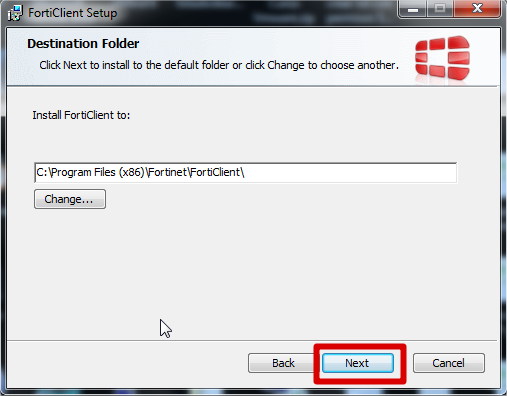 FortiClient Setup
Destination Folder
Click Next to install to the default folder or click Change to choose another.
Install FortiClient to:
C:\Program Files (x86)\Fortinet\FortiClient\
Change...
Back
Next
Cancel